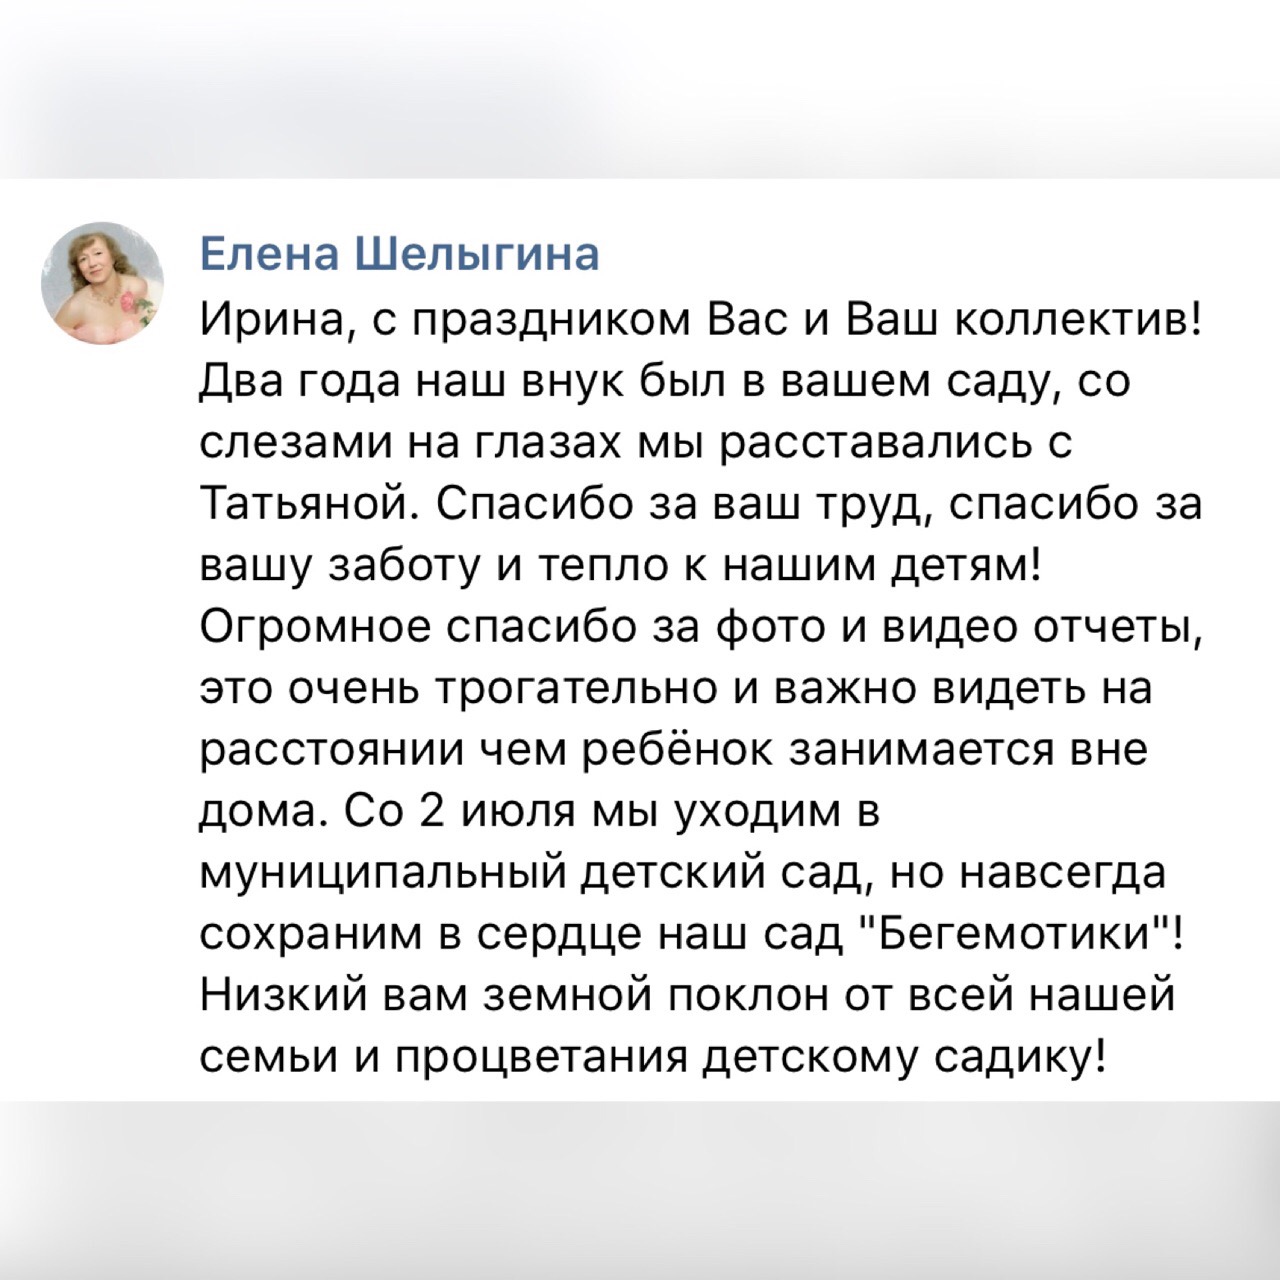 Елена Шелыгина
Ирина, с праздником Вас и Ваш коллектив!
Два года наш внук был в вашем саду, со
слезами на глазах мы расставались с
Татьяной. Спасибо за ваш труд, спасибо за
вашу заботу и тепло к нашим детям!
Огромное спасибо за фото и видео отчеты,
это очень трогательно и важно видеть на
расстоянии чем ребёнок занимается вне
дома. Со 2 июля мы уходим в
муниципальный детский сад, но навсегда
сохраним в сердце наш сад "Бегемотики"!
Низкий вам земной поклон от всей нашей
семьи и процветания детскому садику!